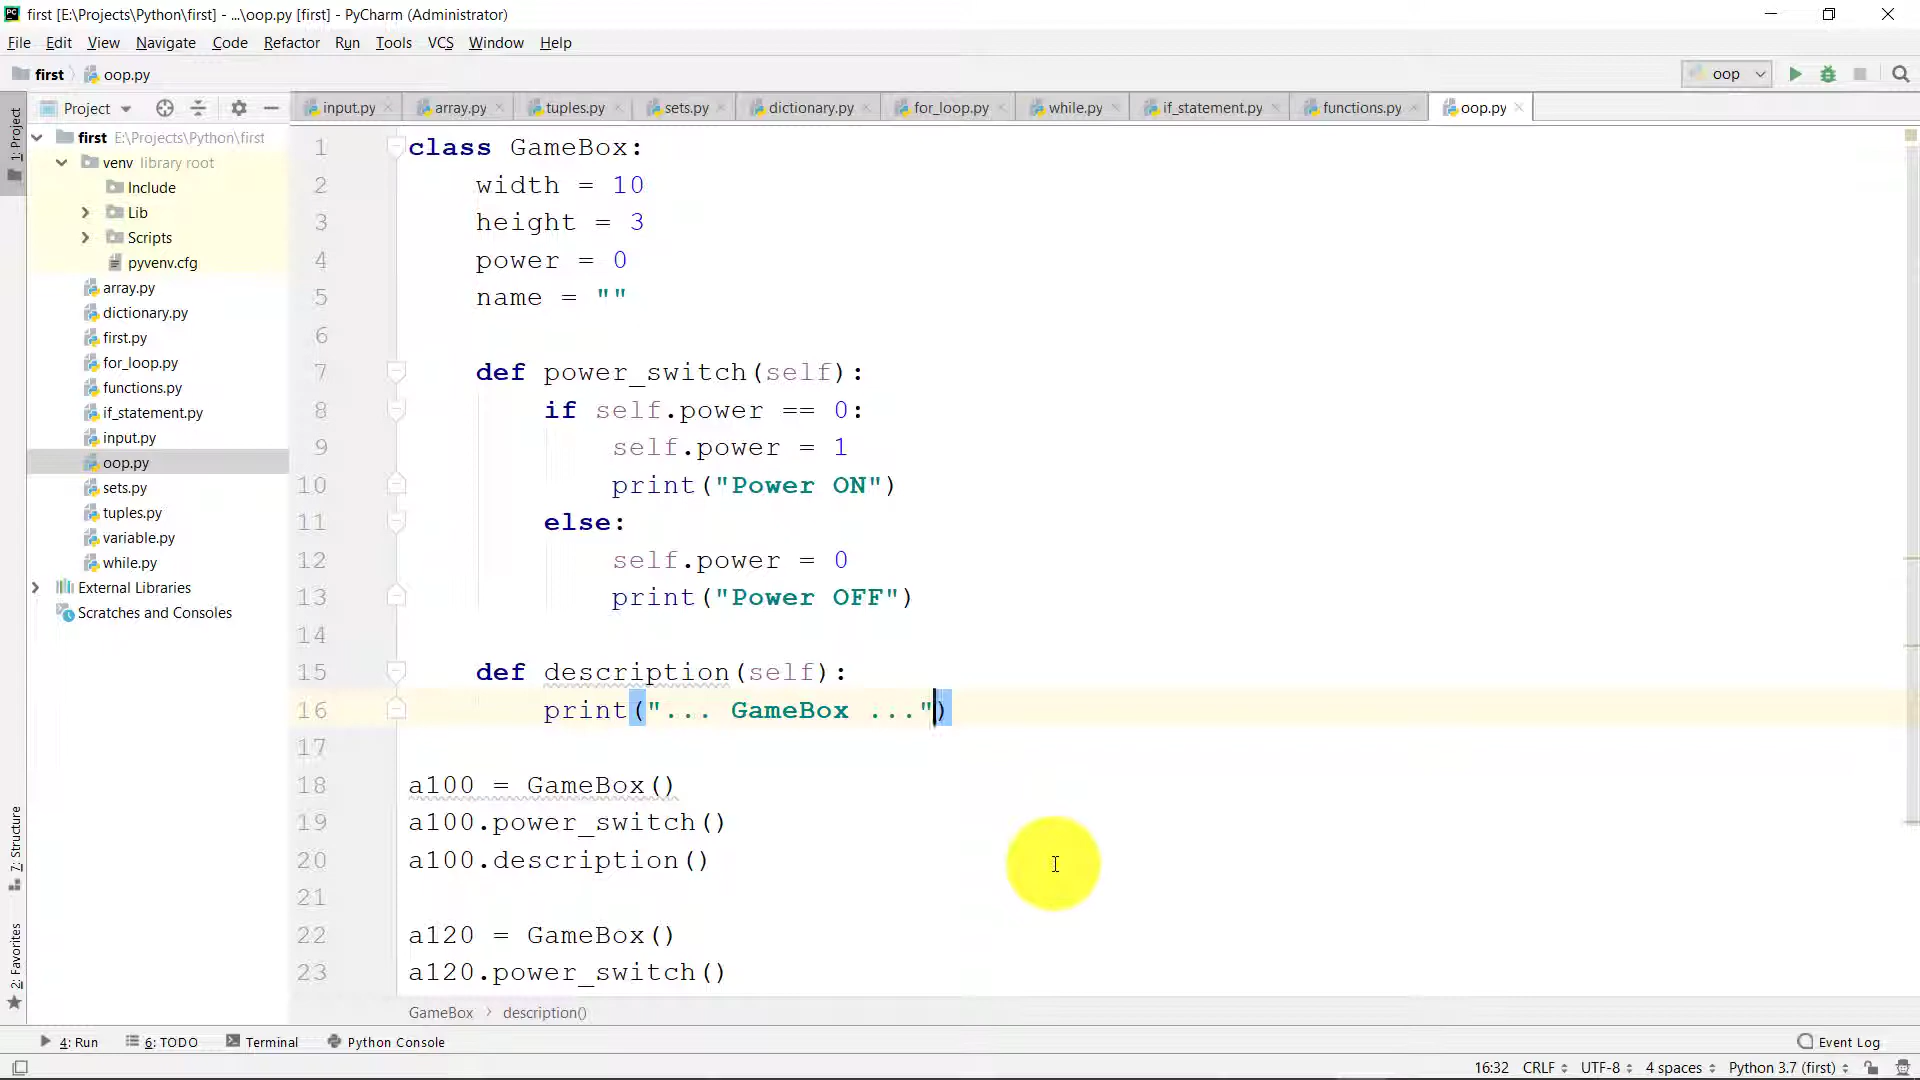 first [E:\Projects\Python\first] - ...\oop.py [first] - PyCharm (Administrator)
File Edit View Navigate Code Refactor Run Tools VCS Window Help
first oop.py
oop
Project
input.py array.py tuples.py sets.py dictionary.py for_loop.py while.py if_statement.py functions.py oop.py
1: Project
first E:\Projects\Python\first
venv library root
Include
Lib
Scripts
pyvenv.cfg
array.py
dictionary.py
first.py
for_loop.py
functions.py
if_statement.py
input.py
oop.py
sets.py
tuples.py
variable.py
while.py
External Libraries
Scratches and Consoles
7: Structure
2: Favorites
1 class GameBox:
2 width = 10
3 height = 3
4 power = 0
5 name = ""
6
7 def power_switch(self):
8 if self.power == 0:
9 self.power = 1
10 print("Power ON")
11 else:
12 self.power = 0
13 print("Power OFF")
14
15 def description(self):
16 print("... GameBox ...")
17
18 a100 = GameBox()
19 a100.power_switch()
20 a100.description()
21
22 a120 = GameBox()
23 a120.power_switch()
GameBox description()
4: Run 6: TODO Terminal Python Console Event Log
16:32 CRLF UTF-8 4 spaces Python 3.7 (first)